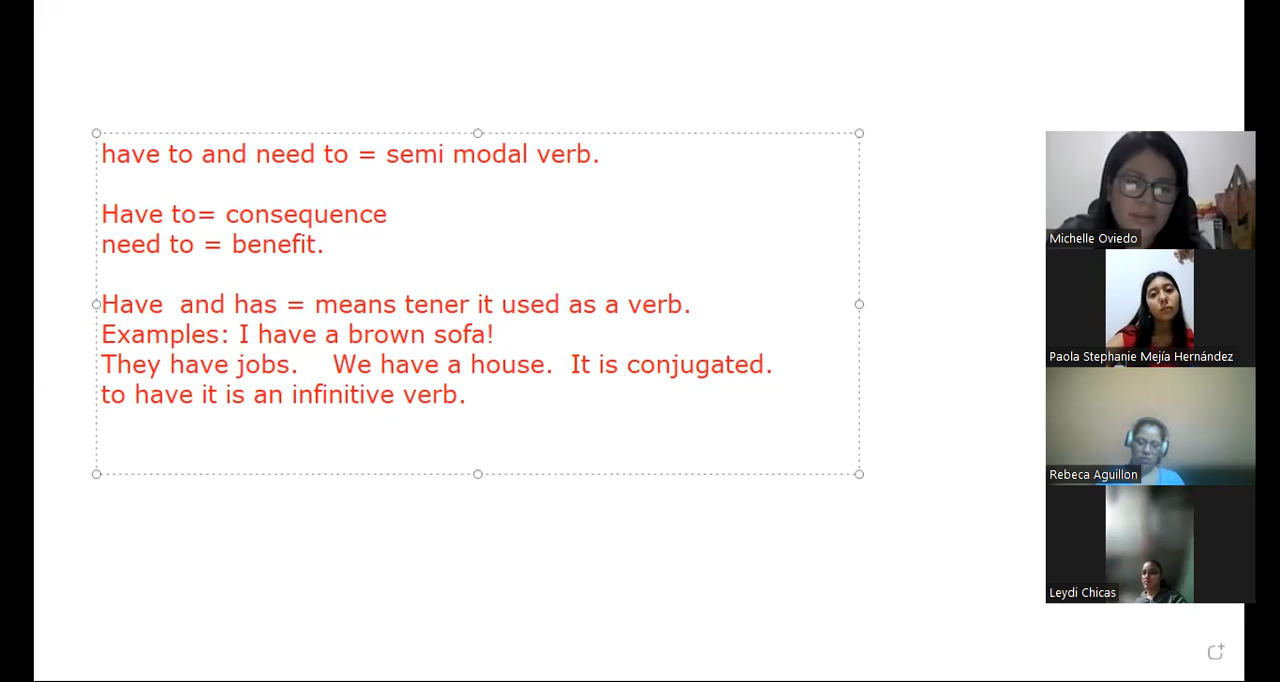 have to and need to = semi modal verb.
Have to= consequence
need to = benefit.
Have  and has = means tener it used as a verb.
Examples: I have a brown sofa!
They have jobs.    We have a house.  It is conjugated.
to have it is an infinitive verb.
Michelle Oviedo
Paola Stephanie Mejía Hernández
Rebeca Aguillon
Leydi Chicas